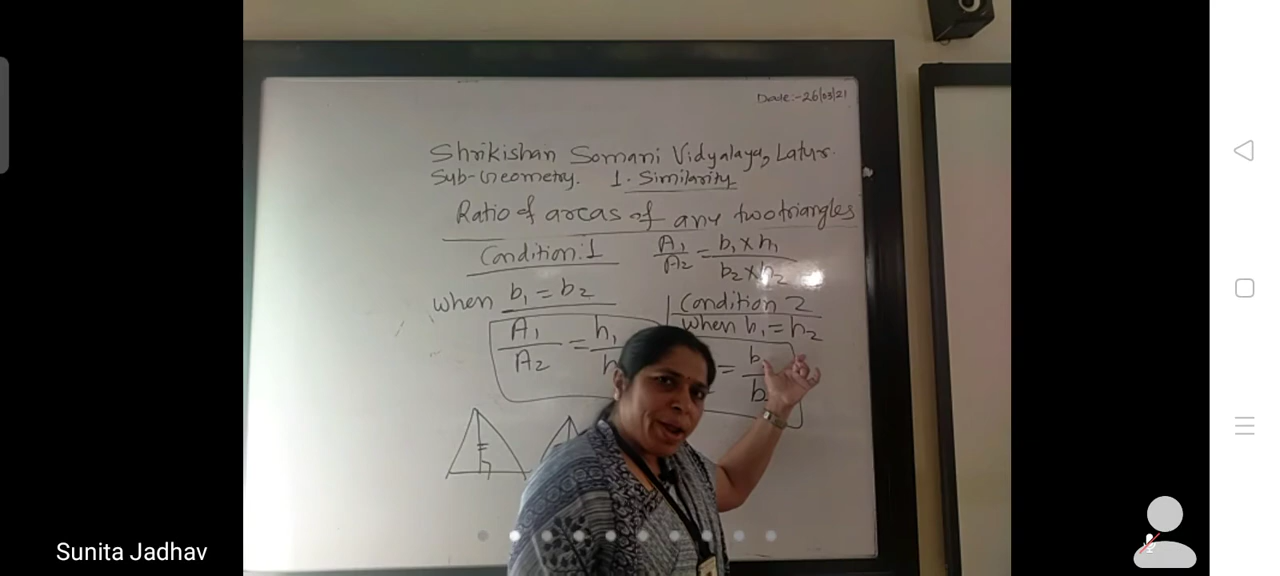 Date:-26/03/21
Shrikishan Somani Vidyalaya, Latur.
Sub-Geometry. 1. Similarity
Ratio of areas of any two triangles
Condition:1
A₁/A₂ = b₁×h₁/b₂×h₂
When b₁ = b₂
Condition 2
When h₁ = h₂
A₁/A₂ = h₁/h
= b/b
Sunita Jadhav